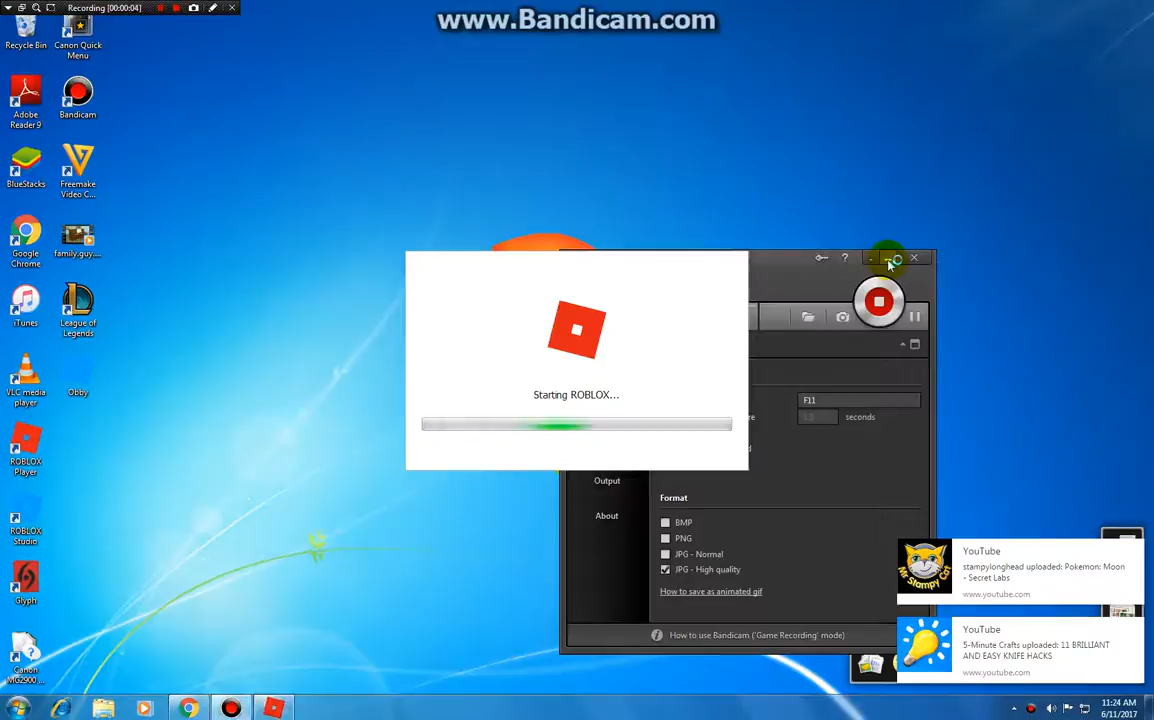 Recording [00:00:04]
www.Bandicam.com
Recycle Bin
Canon Quick
Menu
Adobe
Reader 9
Bandicam
BlueStacks
Freemake
Video C...
Google
Chrome
family.guy....
iTunes
League of
Legends
VLC media
player
Obby
ROBLOX
Player
ROBLOX
Studio
Glyph
Canon
MG2900 ...
Starting ROBLOX...
?
F11
seconds
Output
About
Format
BMP
PNG
JPG - Normal
JPG - High quality
How to save as animated gif
How to use Bandicam ('Game Recording' mode)
YouTube
stampylonghead uploaded: Pokemon: Moon
- Secret Labs
www.youtube.com
Mr Stampy Cat
YouTube
5-Minute Crafts uploaded: 11 BRILLIANT
AND EASY KNIFE HACKS
www.youtube.com
11:24 AM
6/11/2017